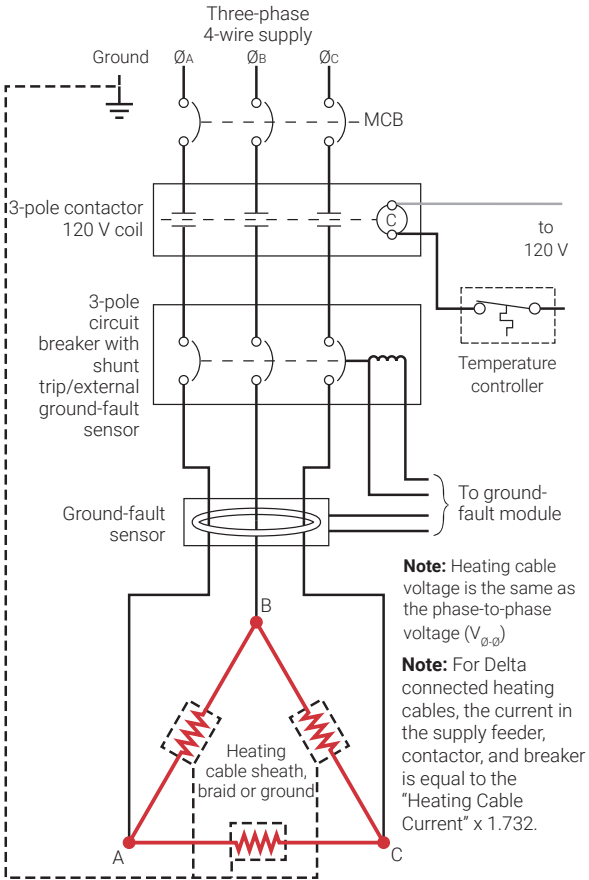 Three-phase
4-wire supply
Ground
ØA
ØB
ØC
MCB
3-pole contactor
120 V coil
C
to
120 V
3-pole
circuit
breaker with
shunt
trip/external
ground-fault
sensor
Temperature
controller
Ground-fault
sensor
To ground-
fault module
Note: Heating cable
voltage is the same as
the phase-to-phase
voltage (VØ-Ø)
Note: For Delta
connected heating
cables, the current in
the supply feeder,
contactor, and breaker
is equal to the
"Heating Cable
Current" x 1.732.
B
Heating
cable sheath,
braid or ground
A
C